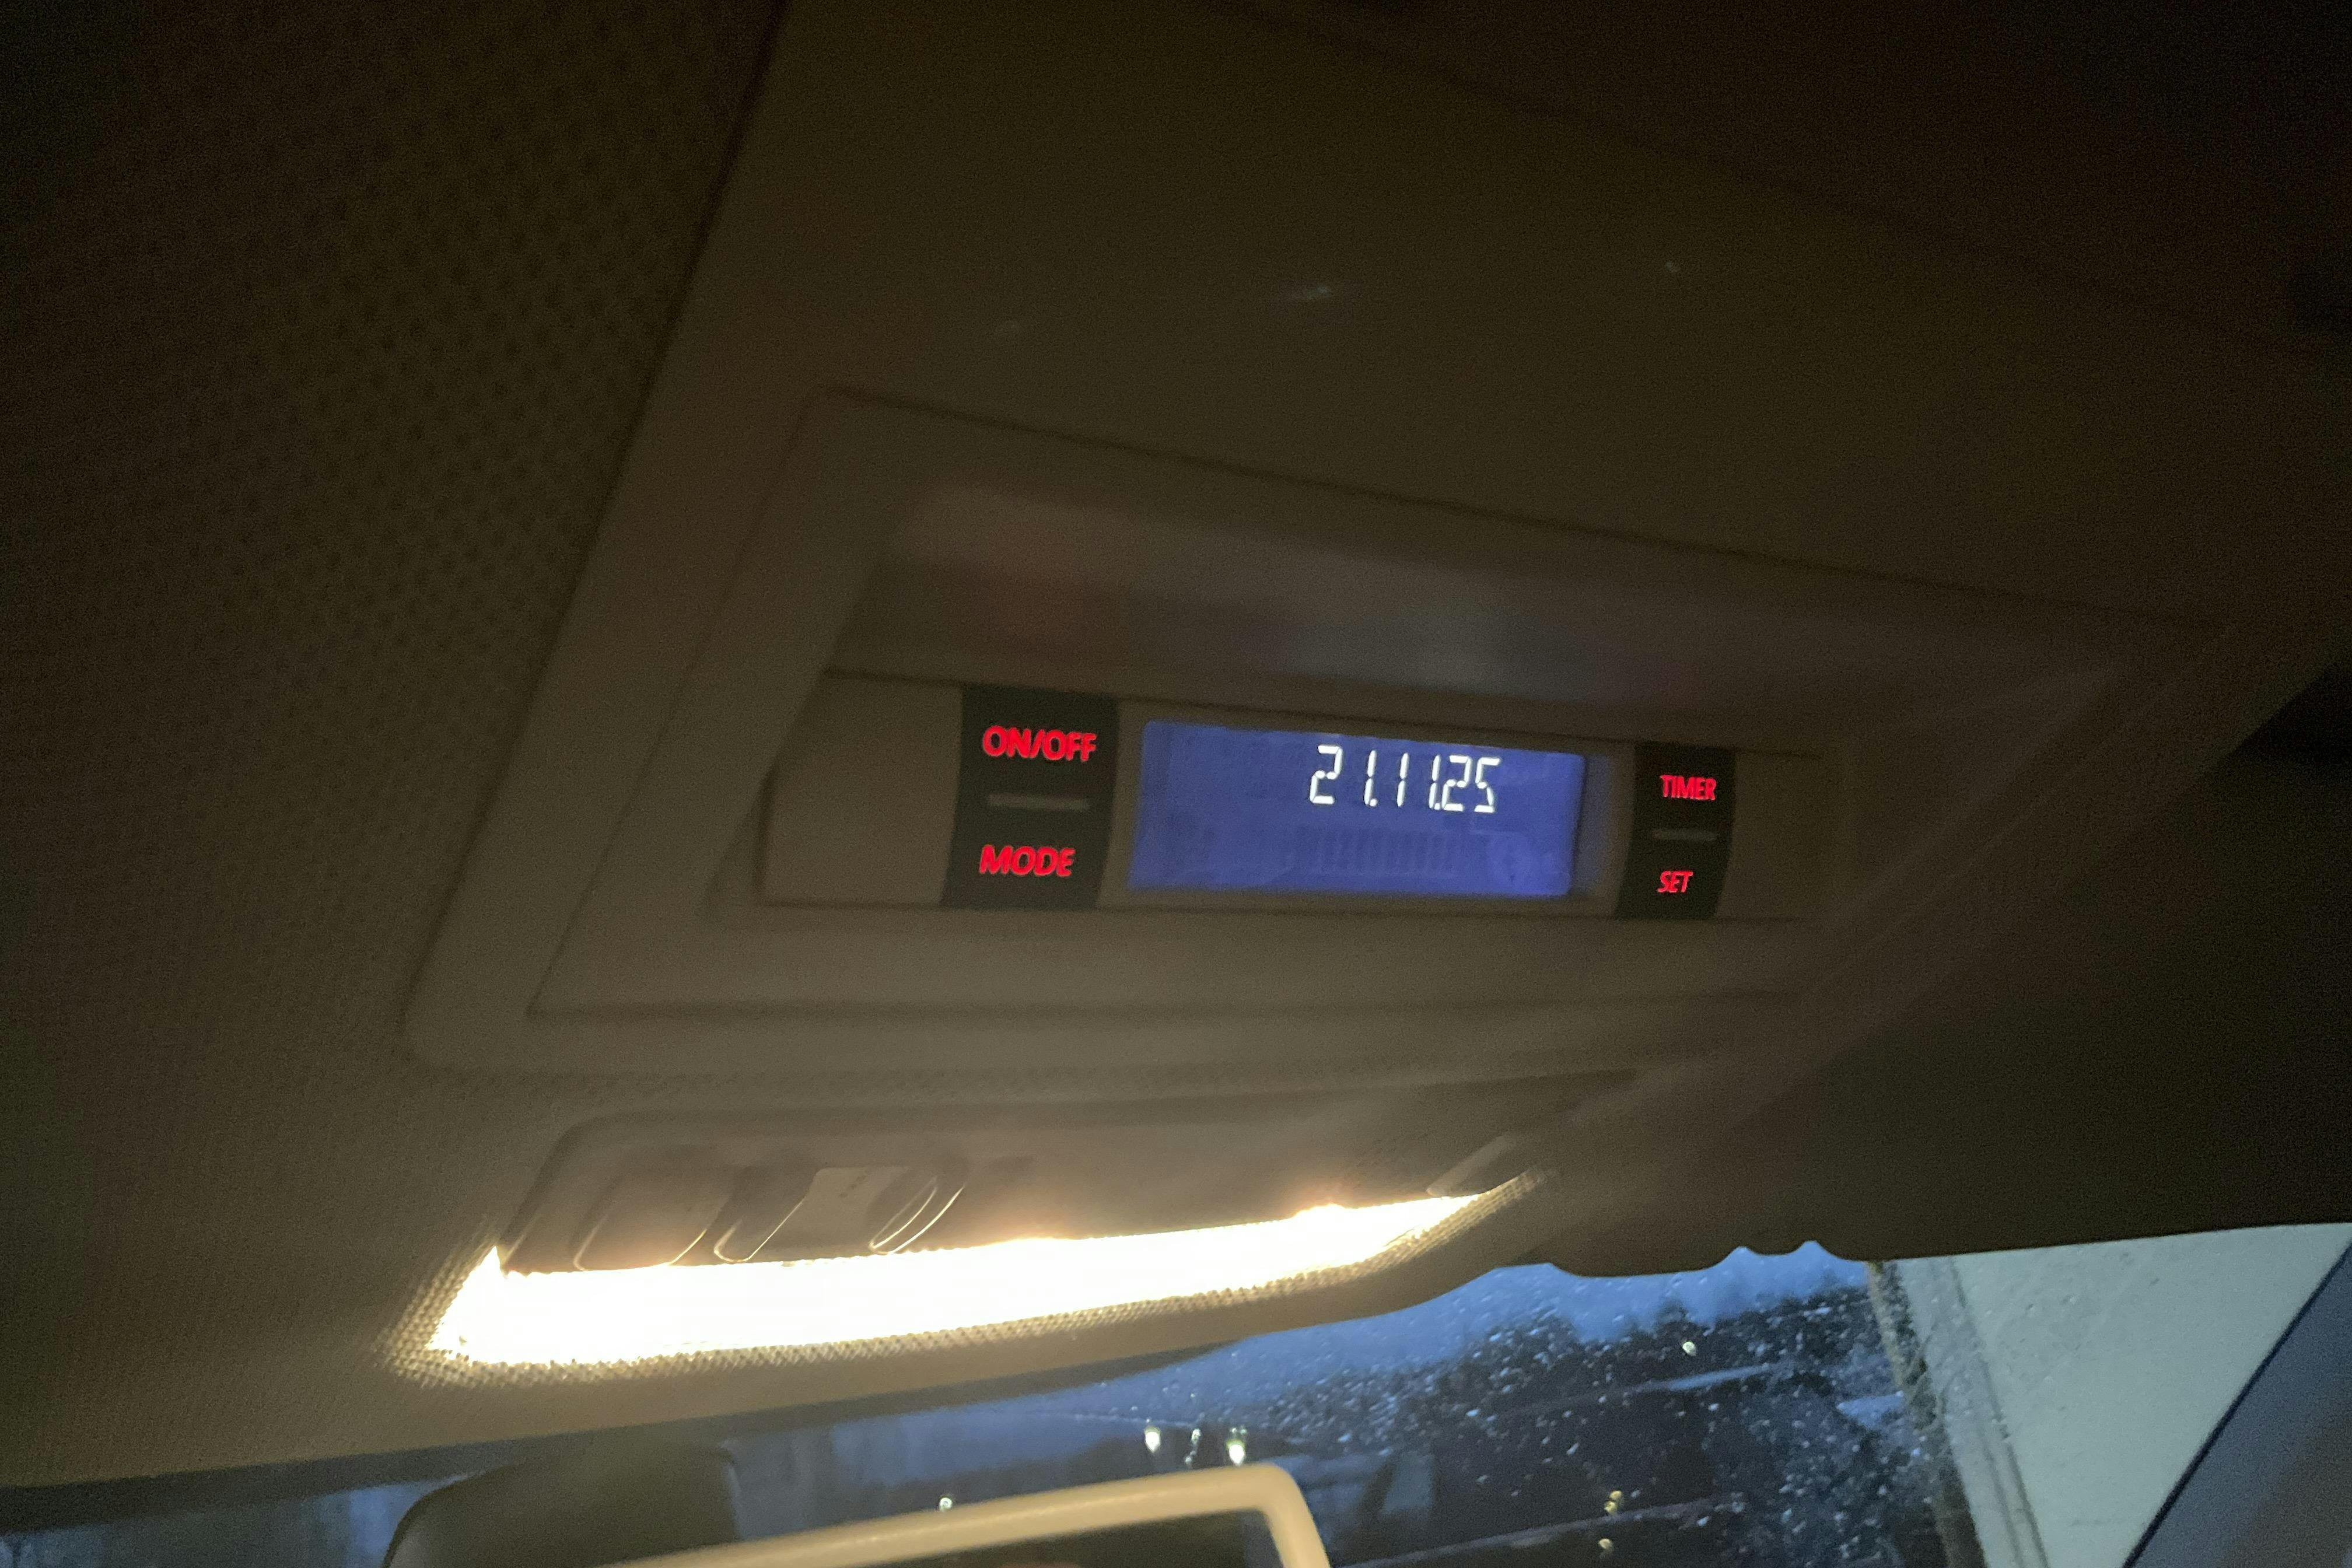 ON/OFF
MODE
21.11.25
TIMER
SET